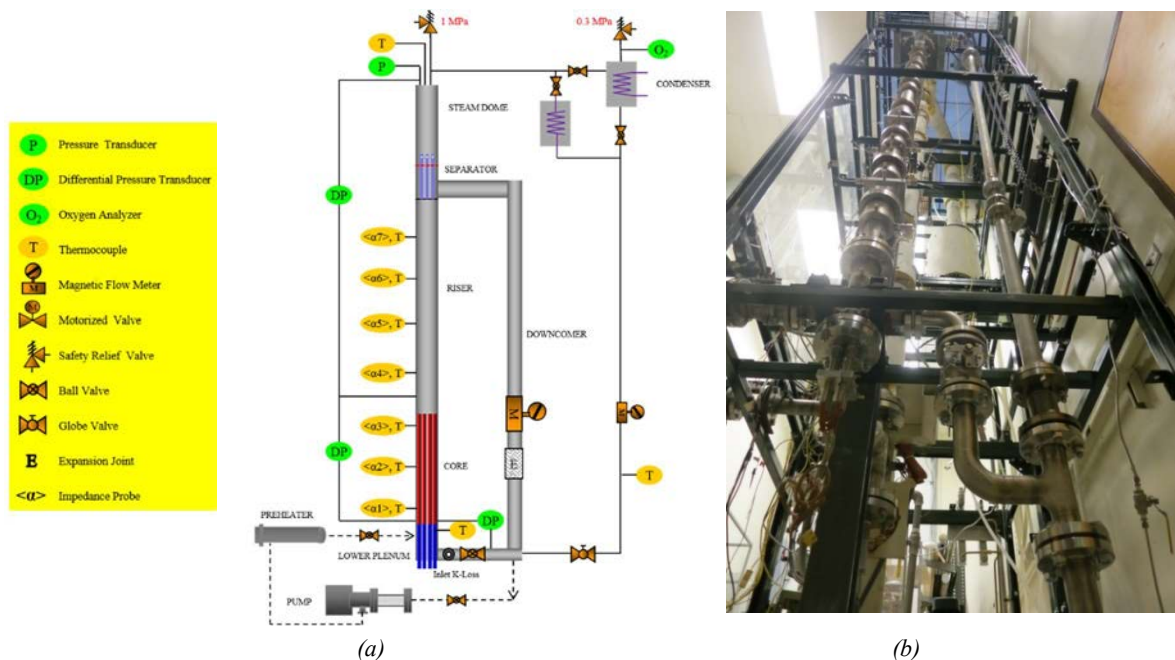 P Pressure Transducer
DP Differential Pressure Transducer
O₂ Oxygen Analyzer
T Thermocouple
M Magnetic Flow Meter
M Motorized Valve
Safety Relief Valve
Ball Valve
Globe Valve
E Expansion Joint
<α> Impedance Probe
1 MPa
0.3 MPa
T
P
O₂
CONDENSER
STEAM DOME
SEPARATOR
DP
<α7>, T
<α6>, T
RISER
<α5>, T
DOWNCOMER
<α4>, T
M
M
<α3>, T
DP
<α2>, T
CORE
E
T
<α1>, T
DP
PREHEATER
T
LOWER PLENUM
Inlet K-Loss
PUMP
(a)
(b)